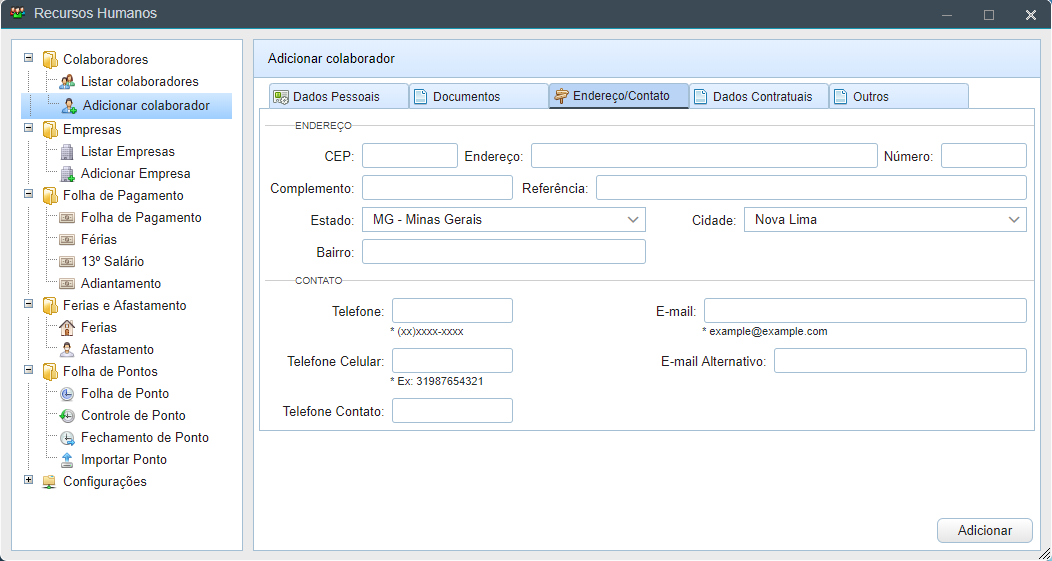 Recursos Humanos
Colaboradores
Listar colaboradores
Adicionar colaborador
Empresas
Listar Empresas
Adicionar Empresa
Folha de Pagamento
Folha de Pagamento
Férias
13º Salário
Adiantamento
Ferias e Afastamento
Ferias
Afastamento
Folha de Pontos
Folha de Ponto
Controle de Ponto
Fechamento de Ponto
Importar Ponto
Configurações
Adicionar colaborador
Dados Pessoais Documentos Endereço/Contato Dados Contratuais Outros
ENDEREÇO
CEP: Endereço: Número:
Complemento: Referência:
Estado: MG - Minas Gerais Cidade: Nova Lima
Bairro:
CONTATO
Telefone: E-mail:
* (xx)xxxx-xxxx * example@example.com
Telefone Celular: E-mail Alternativo:
* Ex: 31987654321
Telefone Contato:
Adicionar